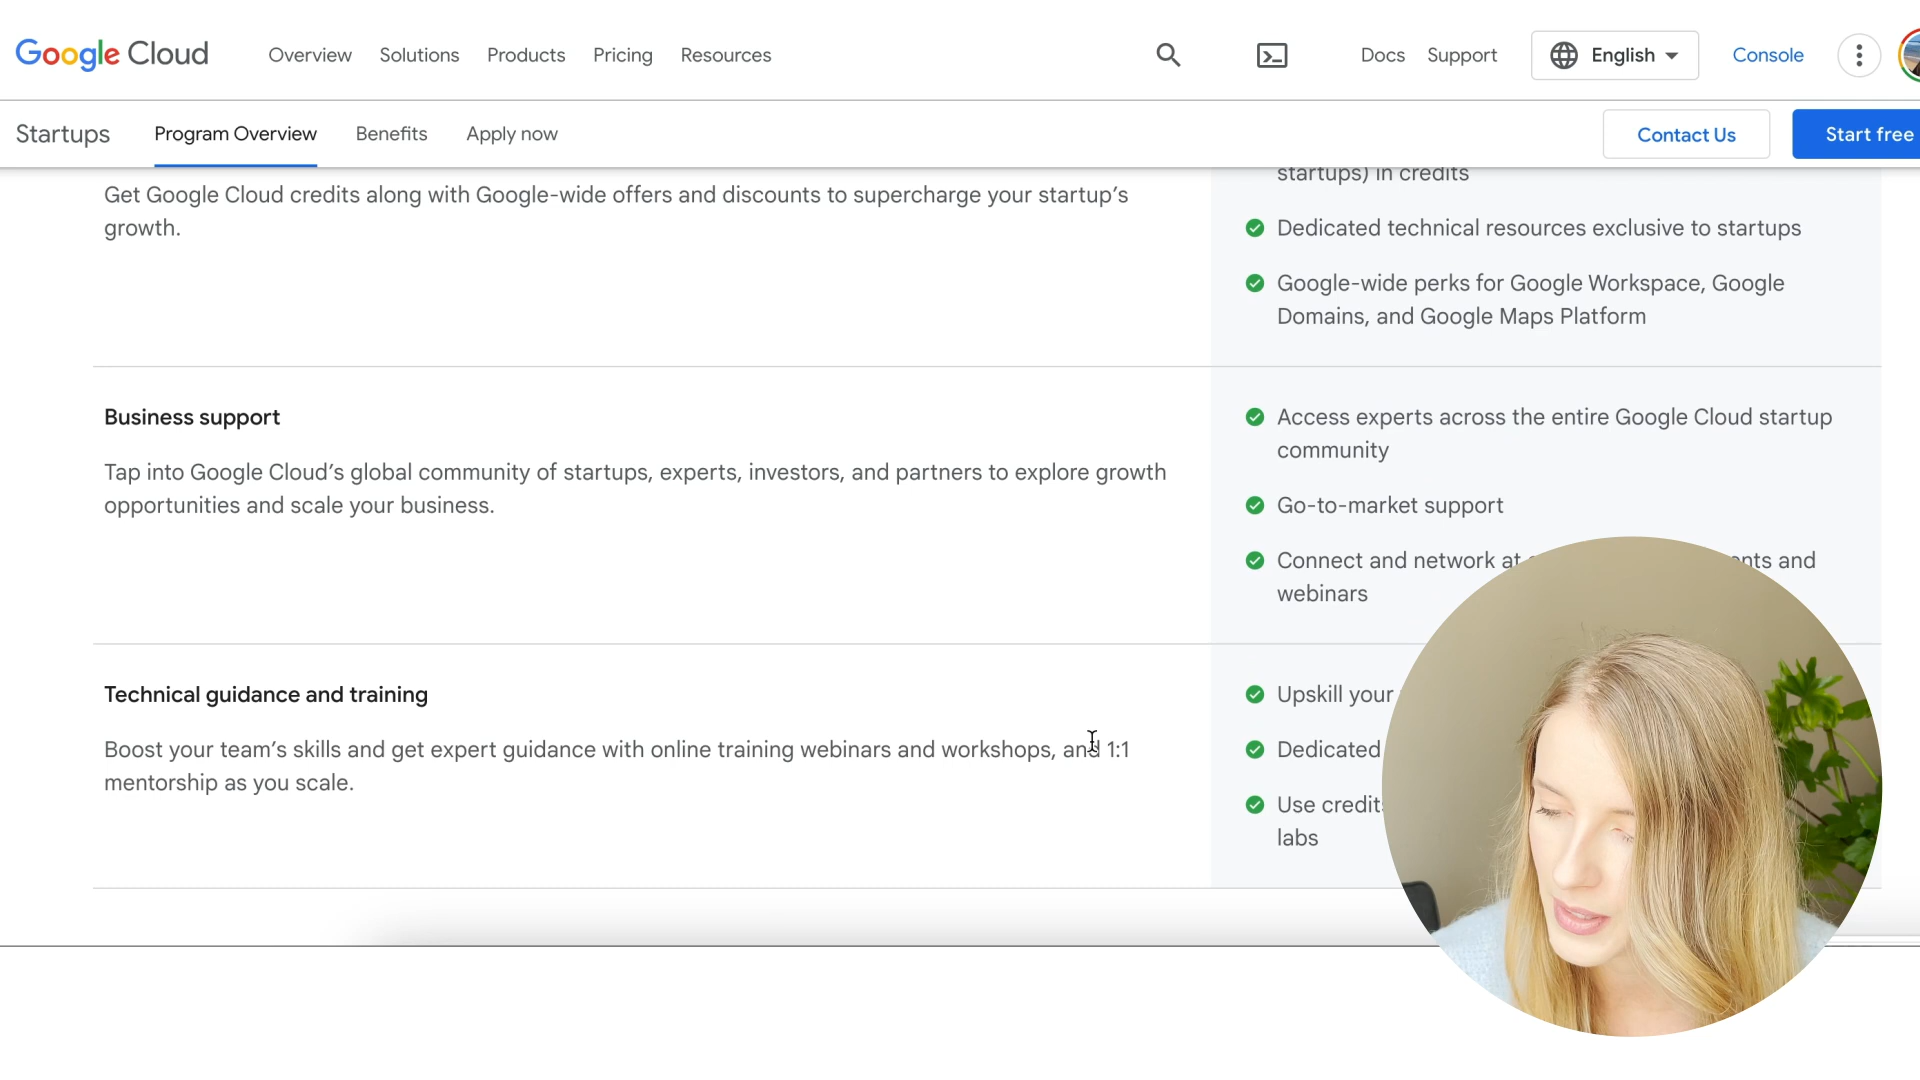 Google Cloud Overview Solutions Products Pricing Resources Docs Support English Console
Startups Program Overview Benefits Apply now Contact Us Start free
Get Google Cloud credits along with Google-wide offers and discounts to supercharge your startup's
growth.
startups) in credits
Dedicated technical resources exclusive to startups
Google-wide perks for Google Workspace, Google
Domains, and Google Maps Platform
Business support
Tap into Google Cloud's global community of startups, experts, investors, and partners to explore growth
opportunities and scale your business.
Access experts across the entire Google Cloud startup
community
Go-to-market support
Connect and network at and
webinars
Technical guidance and training
Boost your team's skills and get expert guidance with online training webinars and workshops, and 1:1
mentorship as you scale.
Upskill your
Dedicated
Use
labs